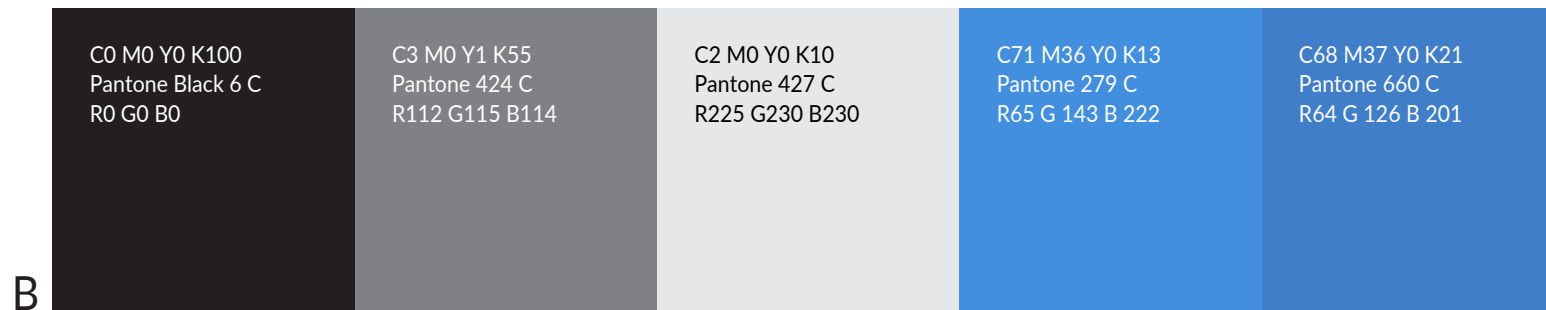 C0 M0 Y0 K100
Pantone Black 6 C
R0 G0 B0
C3 M0 Y1 K55
Pantone 424 C
R112 G115 B114
C2 M0 Y0 K10
Pantone 427 C
R225 G230 B230
C71 M36 Y0 K13
Pantone 279 C
R65 G 143 B 222
C68 M37 Y0 K21
Pantone 660 C
R64 G 126 B 201
B